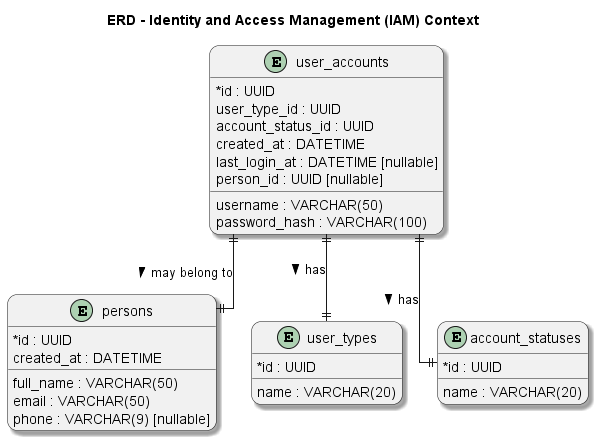 ERD - Identity and Access Management (IAM) Context
E user_accounts
*id : UUID
user_type_id : UUID
account_status_id : UUID
created_at : DATETIME
last_login_at : DATETIME [nullable]
person_id : UUID [nullable]
username : VARCHAR(50)
password_hash : VARCHAR(100)
may belong to
has
has
E persons
*id : UUID
created_at : DATETIME
full_name : VARCHAR(50)
email : VARCHAR(50)
phone : VARCHAR(9) [nullable]
E user_types
*id : UUID
name : VARCHAR(20)
E account_statuses
*id : UUID
name : VARCHAR(20)